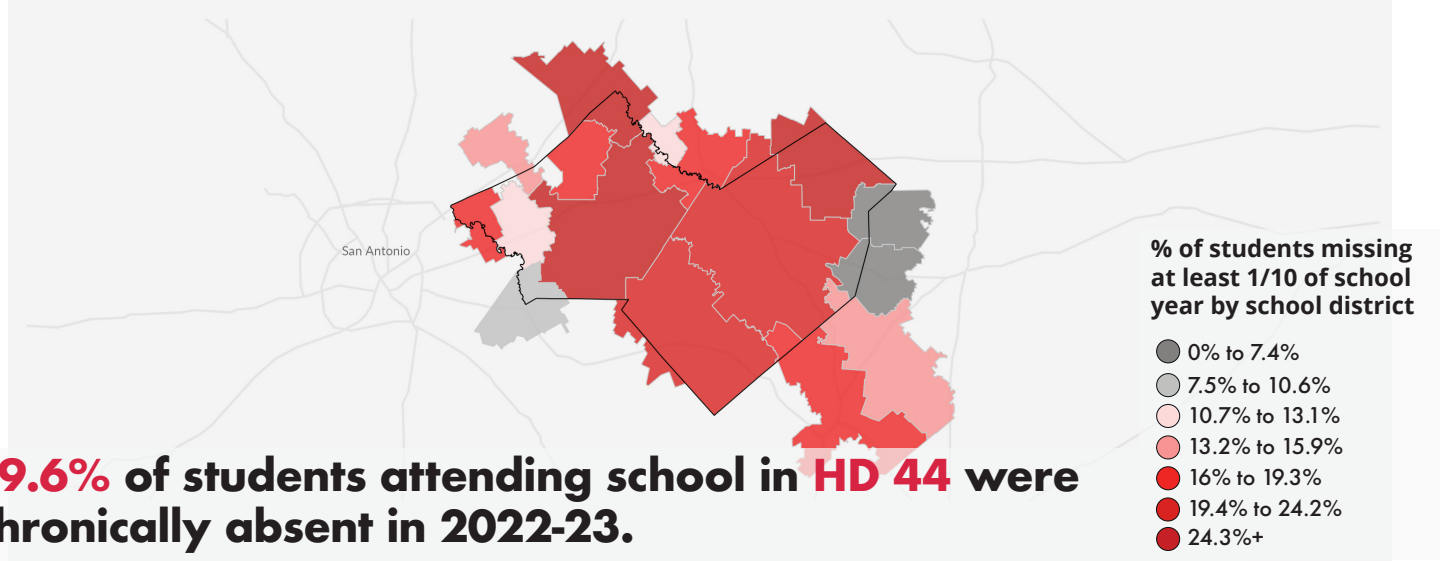 San Antonio
% of students missing
at least 1/10 of school
year by school district
0% to 7.4%
7.5% to 10.6%
10.7% to 13.1%
13.2% to 15.9%
16% to 19.3%
19.4% to 24.2%
24.3%+
9.6% of students attending school in HD 44 were
hronically absent in 2022-23.